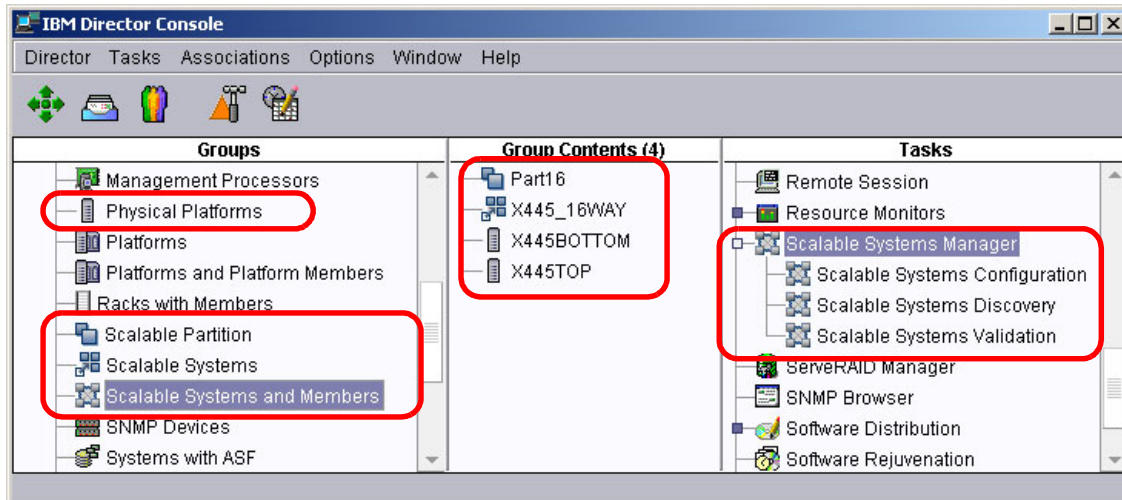 IBM Director Console
Director Tasks Associations Options Window Help
Groups
Management Processors
Physical Platforms
Platforms
Platforms and Platform Members
Racks with Members
Scalable Partition
Scalable Systems
Scalable Systems and Members
SNMP Devices
Systems with ASF
Group Contents (4)
Part16
X445_16WAY
X445BOTTOM
X445TOP
Tasks
Remote Session
Resource Monitors
Scalable Systems Manager
Scalable Systems Configuration
Scalable Systems Discovery
Scalable Systems Validation
ServeRAID Manager
SNMP Browser
Software Distribution
Software Rejuvenation